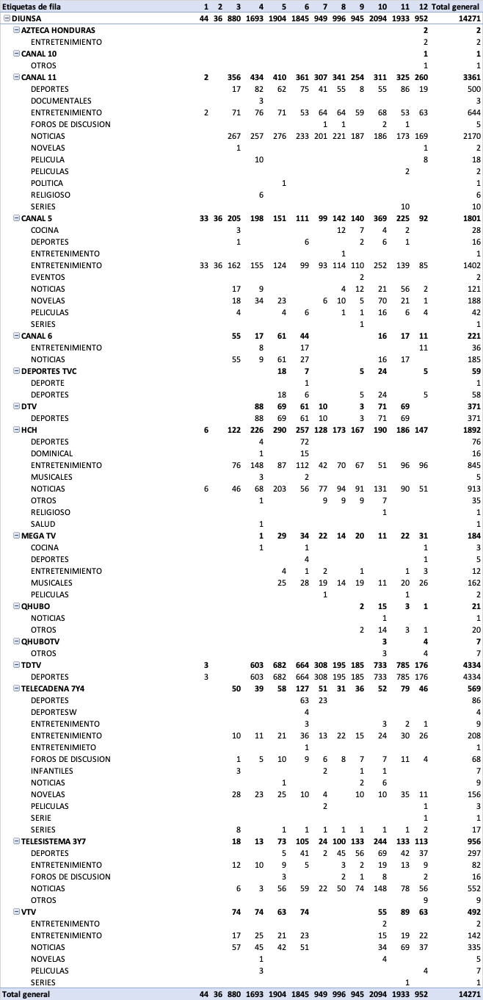 Etiquetas de fila 1 2 3 4 5 6 7 8 9 10 11 12 Total general
DIUNSA 44 36 880 1693 1904 1845 949 996 945 2094 1933 952 14271
AZTECA HONDURAS 2 2
ENTRETENIMIENTO 2 2
CANAL 10 1 1
OTROS 1 1
CANAL 11 2 356 434 410 361 307 341 254 311 325 260 3361
DEPORTES 17 82 62 75 41 55 8 55 86 19 500
DOCUMENTALES 3 3
ENTRETENIMIENTO 2 71 76 71 53 64 64 59 68 53 63 644
FOROS DE DISCUSION 1 1 2 1 5
NOTICIAS 267 257 276 233 201 221 187 186 173 169 2170
NOVELAS 1 1 2
PELICULA 10 8 18
PELICULAS 2 2
POLITICA 1 1
RELIGIOSO 6 6
SERIES 10 10
CANAL 5 33 36 205 198 151 111 99 142 140 369 225 92 1801
COCINA 3 12 7 4 2 28
DEPORTES 1 6 2 6 1 16
ENTRETENIMENTO 1 1
ENTRETENIMIENTO 33 36 162 155 124 99 93 114 110 252 139 85 1402
EVENTOS 2 2
NOTICIAS 17 9 4 12 21 56 2 121
NOVELAS 18 34 23 6 10 5 70 21 1 188
PELICULAS 4 4 6 1 1 16 6 4 42
SERIES 1 1
CANAL 6 55 17 61 44 16 17 11 221
ENTRETENIMIENTO 8 17 11 36
NOTICIAS 55 9 61 27 16 17 185
DEPORTES TVC 18 7 5 24 5 59
DEPORTE 1 1
DEPORTES 18 6 5 24 5 58
DTV 88 69 61 10 3 71 69 371
DEPORTES 88 69 61 10 3 71 69 371
HCH 6 122 226 290 257 128 173 167 190 186 147 1892
DEPORTES 4 72 76
DOMINICAL 1 15 16
ENTRETENIMIENTO 76 148 87 112 42 70 67 51 96 96 845
MUSICALES 3 2 5
NOTICIAS 6 46 68 203 56 77 94 91 131 90 51 913
OTROS 1 9 9 9 7 35
RELIGIOSO 1 1
SALUD 1 1
MEGA TV 1 29 34 22 14 20 11 22 31 184
COCINA 1 1 1 3
DEPORTES 4 1 5
ENTRETENIMIENTO 4 1 2 1 1 3 12
MUSICALES 25 28 19 14 19 11 20 26 162
PELICULAS 1 1 2
QHUBO 2 15 3 1 21
NOTICIAS 1 1
OTROS 2 14 3 1 20
QHUBOTV 3 4 7
OTROS 3 4 7
TDTV 3 603 682 664 308 195 185 733 785 176 4334
DEPORTES 3 603 682 664 308 195 185 733 785 176 4334
TELECADENA 7Y4 50 39 58 127 51 31 36 52 79 46 569
DEPORTES 63 23 86
DEPORTESW 4 4
ENTRETENIMENTO 3 3 2 1 9
ENTRETENIMIENTO 10 11 21 36 13 22 15 24 30 26 208
ENTRETENIMIETO 1 1
FOROS DE DISCUSION 1 5 10 9 6 8 7 7 11 4 68
INFANTILES 3 2 1 1 7
NOTICIAS 1 2 6 9
NOVELAS 28 23 25 10 4 10 10 35 11 156
PELICULAS 2 1 3
SERIE 1 1
SERIES 8 1 1 1 1 1 1 1 2 17
TELESISTEMA 3Y7 18 13 73 105 24 100 133 244 133 113 956
DEPORTES 5 41 2 45 56 69 42 37 297
ENTRETENIMIENTO 12 10 9 5 3 2 19 13 9 82
FOROS DE DISCUSION 3 2 1 8 2 16
NOTICIAS 6 3 56 59 22 50 74 148 78 56 552
OTROS 9 9
VTV 74 74 63 74 55 89 63 492
ENTRETENIMENTO 2 2
ENTRETENIMIENTO 17 25 21 23 15 19 22 142
NOTICIAS 57 45 42 51 34 69 37 335
NOVELAS 1 4 5
PELICULAS 3 4 7
SERIES 1 1
Total general 44 36 880 1693 1904 1845 949 996 945 2094 1933 952 14271